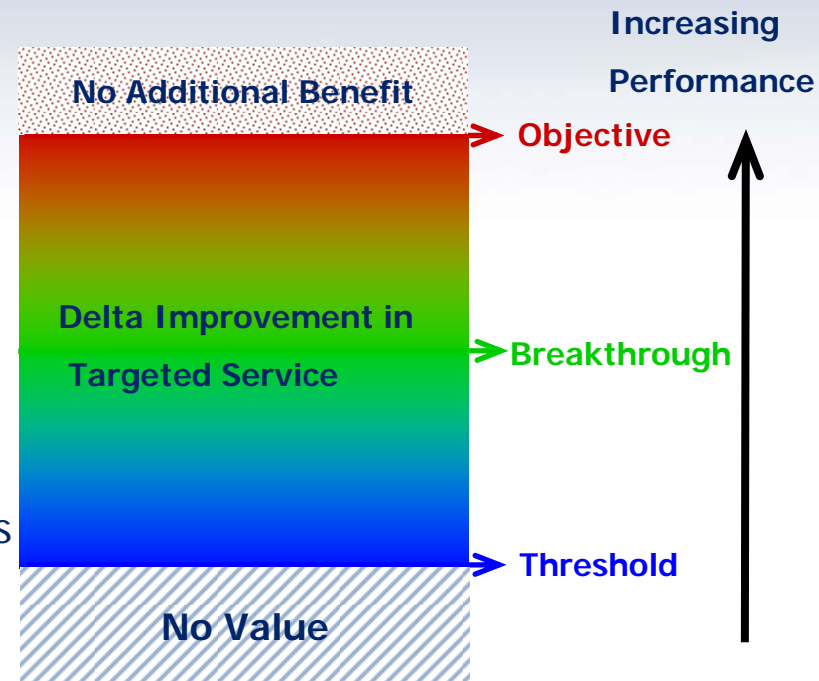 Increasing
Performance
No Additional Benefit
Objective
Delta Improvement in
Targeted Service
Breakthrough
S
Threshold
No Value